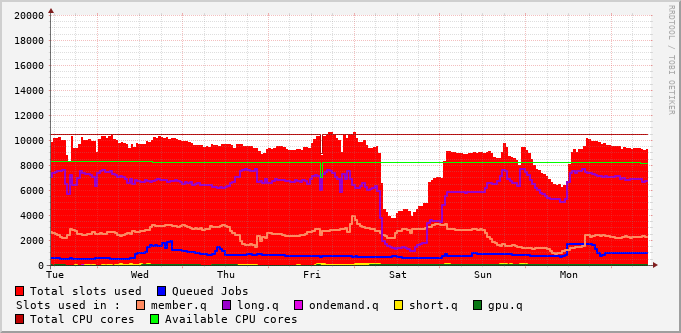 RRDTOOL / TOBI OETIKER
20000
18000
16000
14000
12000
10000
8000
6000
4000
2000
0
Tue Wed Thu Fri Sat Sun Mon
Total slots used Queued Jobs
Slots used in : member.q long.q ondemand.q short.q gpu.q
Total CPU cores Available CPU cores